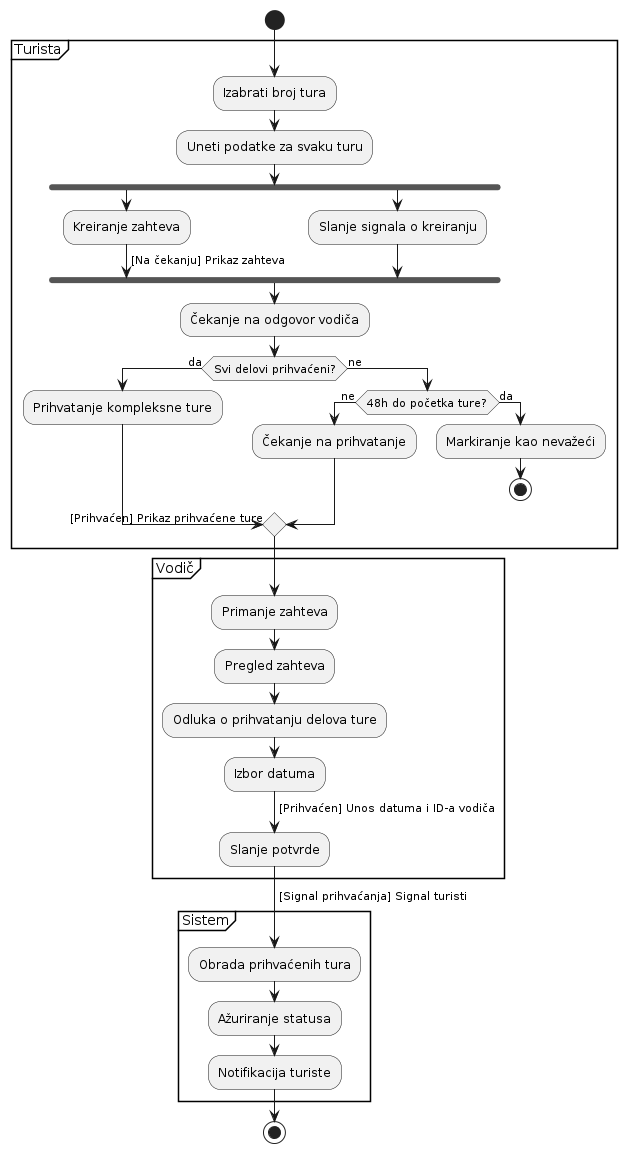 Turista
Izabrati broj tura
Uneti podatke za svaku turu
Kreiranje zahteva
Slanje signala o kreiranju
[Na čekanju] Prikaz zahteva
Čekanje na odgovor vodiča
da
Svi delovi prihvaćeni?
ne
Prihvatanje kompleksne ture
ne
48h do početka ture?
da
Čekanje na prihvatanje
Markiranje kao nevažeći
[Prihvaćen] Prikaz prihvaćene ture
Vodič
Primanje zahteva
Pregled zahteva
Odluka o prihvatanju delova ture
Izbor datuma
[Prihvaćen] Unos datuma i ID-a vodiča
Slanje potvrde
[Signal prihvaćanja] Signal turisti
Sistem
Obrada prihvaćenih tura
Ažuriranje statusa
Notifikacija turiste